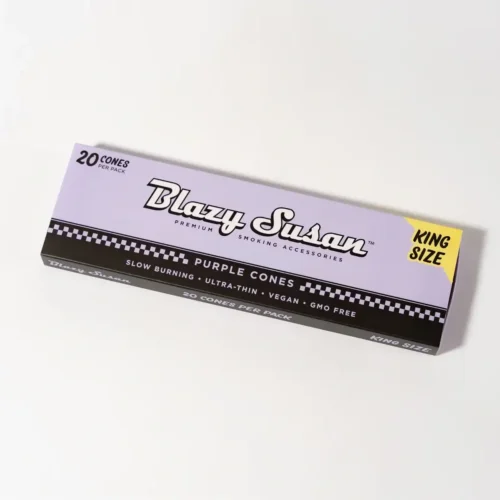 20 CONES
PER PACK
Blazy Susan™
PREMIUM SMOKING ACCESSORIES
KING
SIZE
PURPLE CONES
SLOW BURNING • ULTRA-THIN • VEGAN • GMO FREE
Blazy Susan
20 CONES PER PACK
KING SIZE